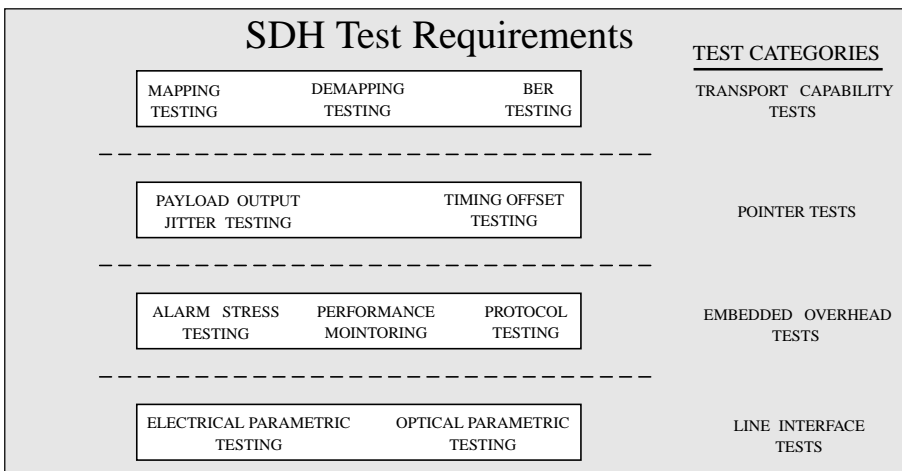 SDH Test Requirements
TEST CATEGORIES
MAPPING TESTING
DEMAPPING TESTING
BER TESTING
TRANSPORT CAPABILITY TESTS
PAYLOAD OUTPUT JITTER TESTING
TIMING OFFSET TESTING
POINTER TESTS
ALARM STRESS TESTING
PERFORMANCE MOINTORING
PROTOCOL TESTING
EMBEDDED OVERHEAD TESTS
ELECTRICAL PARAMETRIC TESTING
OPTICAL PARAMETRIC TESTING
LINE INTERFACE TESTS